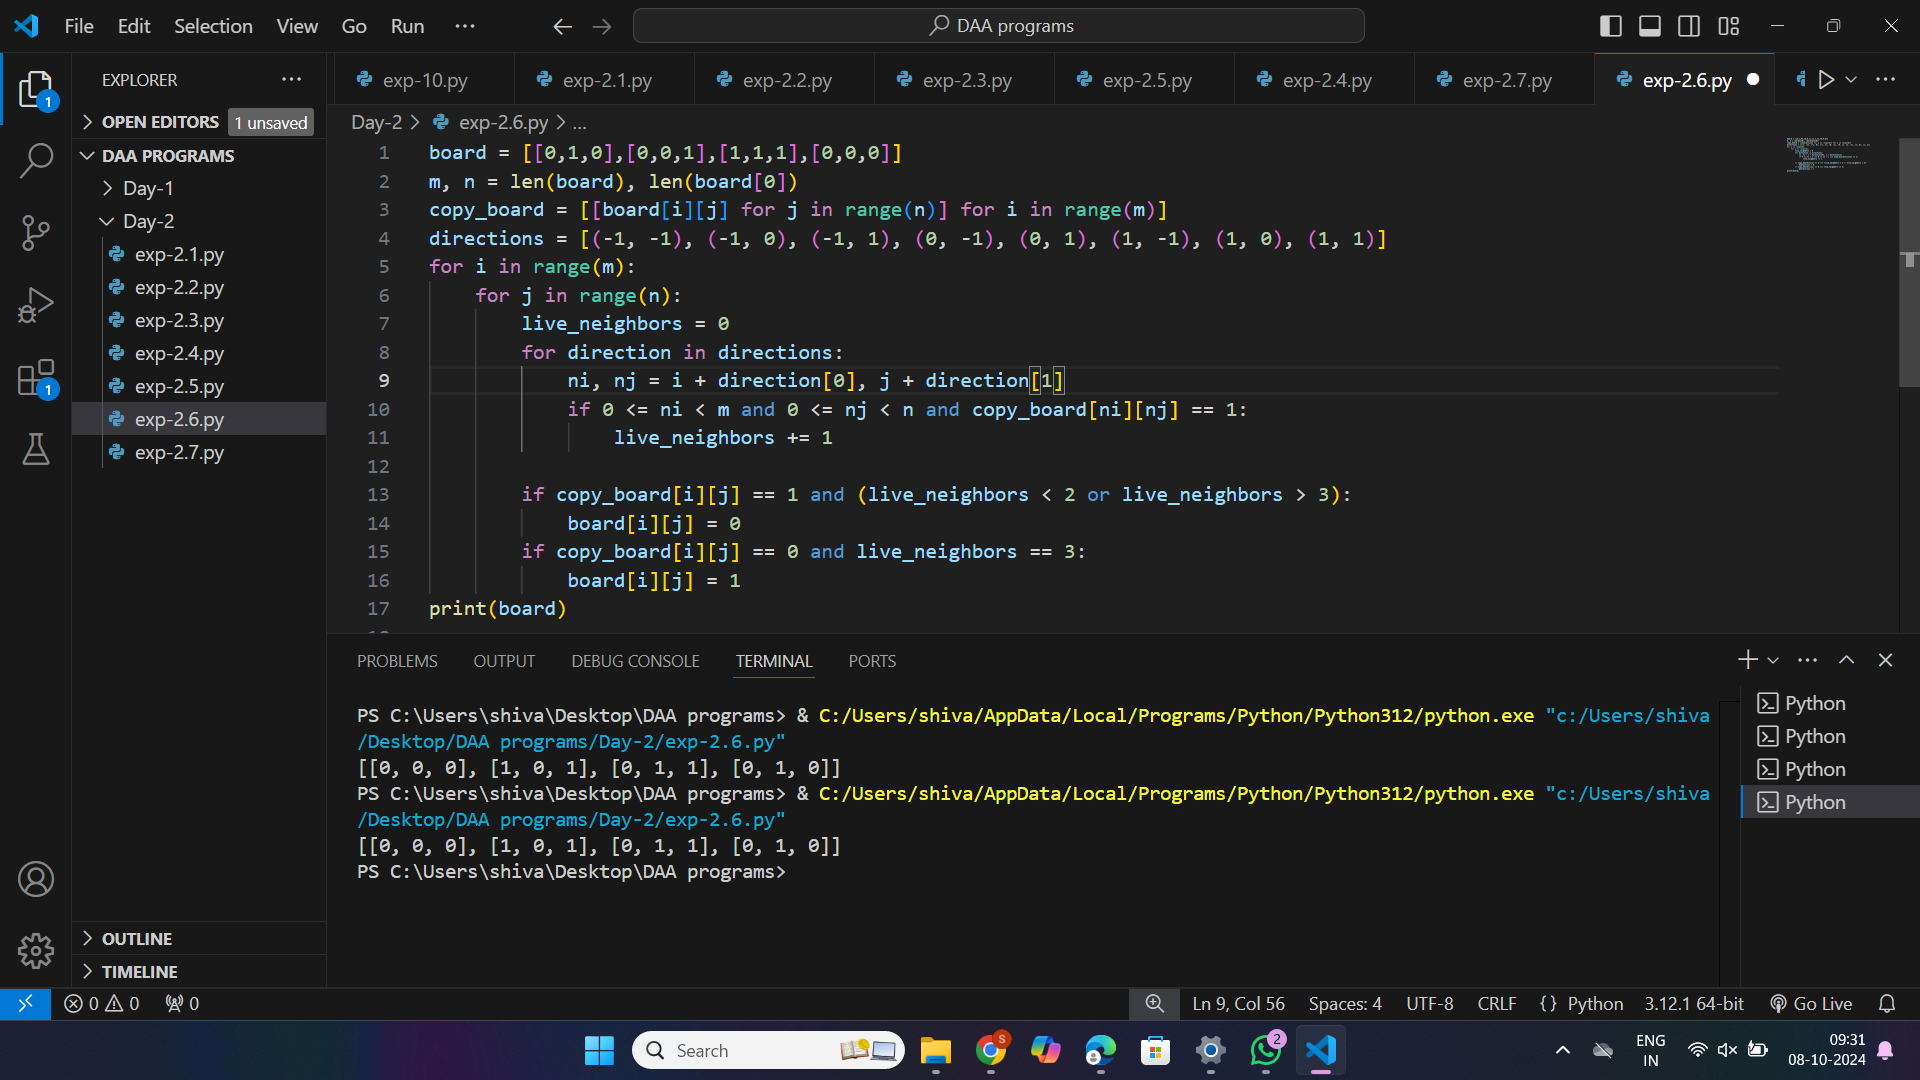 File Edit Selection View Go Run ...
DAA programs
EXPLORER ...
exp-10.py exp-2.1.py exp-2.2.py exp-2.3.py exp-2.5.py exp-2.4.py exp-2.7.py exp-2.6.py
1
OPEN EDITORS 1 unsaved
DAA PROGRAMS
Day-1
Day-2
exp-2.1.py
exp-2.2.py
exp-2.3.py
exp-2.4.py
exp-2.5.py
exp-2.6.py
exp-2.7.py
1
OUTLINE
TIMELINE
Day-2 > exp-2.6.py > ...
1 board = [[0,1,0],[0,0,1],[1,1,1],[0,0,0]]
2 m, n = len(board), len(board[0])
3 copy_board = [[board[i][j] for j in range(n)] for i in range(m)]
4 directions = [(-1, -1), (-1, 0), (-1, 1), (0, -1), (0, 1), (1, -1), (1, 0), (1, 1)]
5 for i in range(m):
6     for j in range(n):
7         live_neighbors = 0
8         for direction in directions:
9             ni, nj = i + direction[0], j + direction[1]
10             if 0 <= ni < m and 0 <= nj < n and copy_board[ni][nj] == 1:
11                 live_neighbors += 1
12
13         if copy_board[i][j] == 1 and (live_neighbors < 2 or live_neighbors > 3):
14             board[i][j] = 0
15         if copy_board[i][j] == 0 and live_neighbors == 3:
16             board[i][j] = 1
17 print(board)
PROBLEMS OUTPUT DEBUG CONSOLE TERMINAL PORTS
PS C:\Users\shiva\Desktop\DAA programs> & C:/Users/shiva/AppData/Local/Programs/Python/Python312/python.exe "c:/Users/shiva
/Desktop/DAA programs/Day-2/exp-2.6.py"
[[0, 0, 0], [1, 0, 1], [0, 1, 1], [0, 1, 0]]
PS C:\Users\shiva\Desktop\DAA programs> & C:/Users/shiva/AppData/Local/Programs/Python/Python312/python.exe "c:/Users/shiva
/Desktop/DAA programs/Day-2/exp-2.6.py"
[[0, 0, 0], [1, 0, 1], [0, 1, 1], [0, 1, 0]]
PS C:\Users\shiva\Desktop\DAA programs>
Python
Python
Python
Python
0 0 0 Ln 9, Col 56 Spaces: 4 UTF-8 CRLF {} Python 3.12.1 64-bit Go Live
Search
S
2
ENG
IN
09:31
08-10-2024